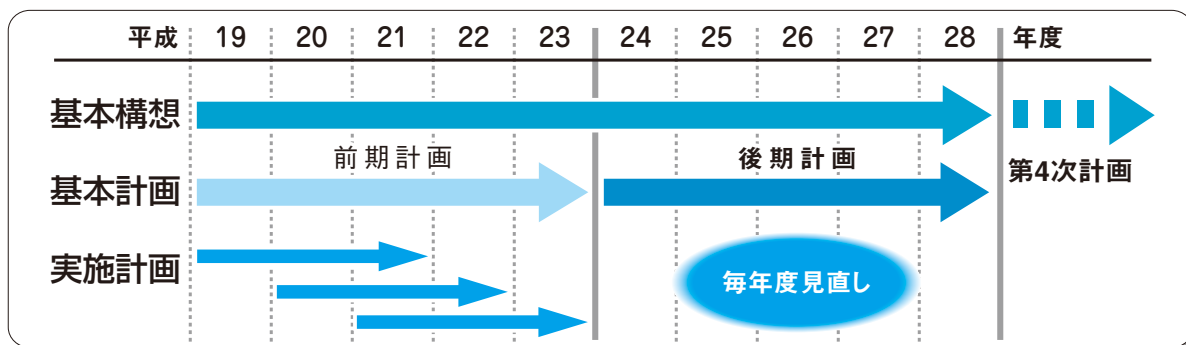 平成 19 20 21 22 23 24 25 26 27 28 年度
基本構想
前期計画 後期計画
基本計画 第4次計画
実施計画
毎年度見直し